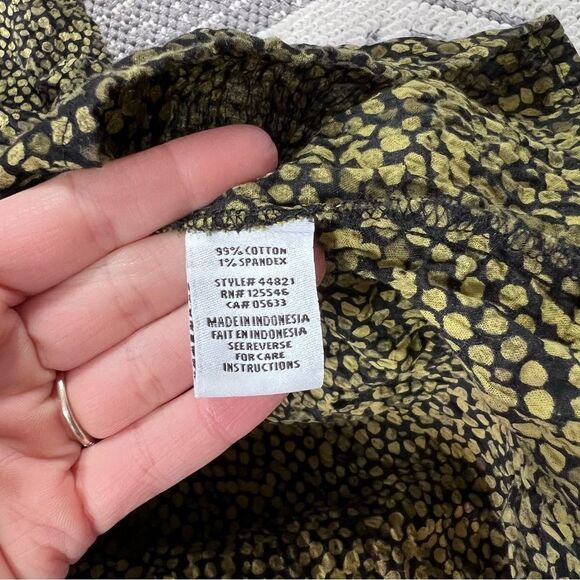 99% COTTON
1% SPANDEX
STYLE# 44821
RN# 125546
CA# 05633
MADE IN INDONESIA
FAIT EN INDONESIA
SEE REVERSE
FOR CARE
INSTRUCTIONS